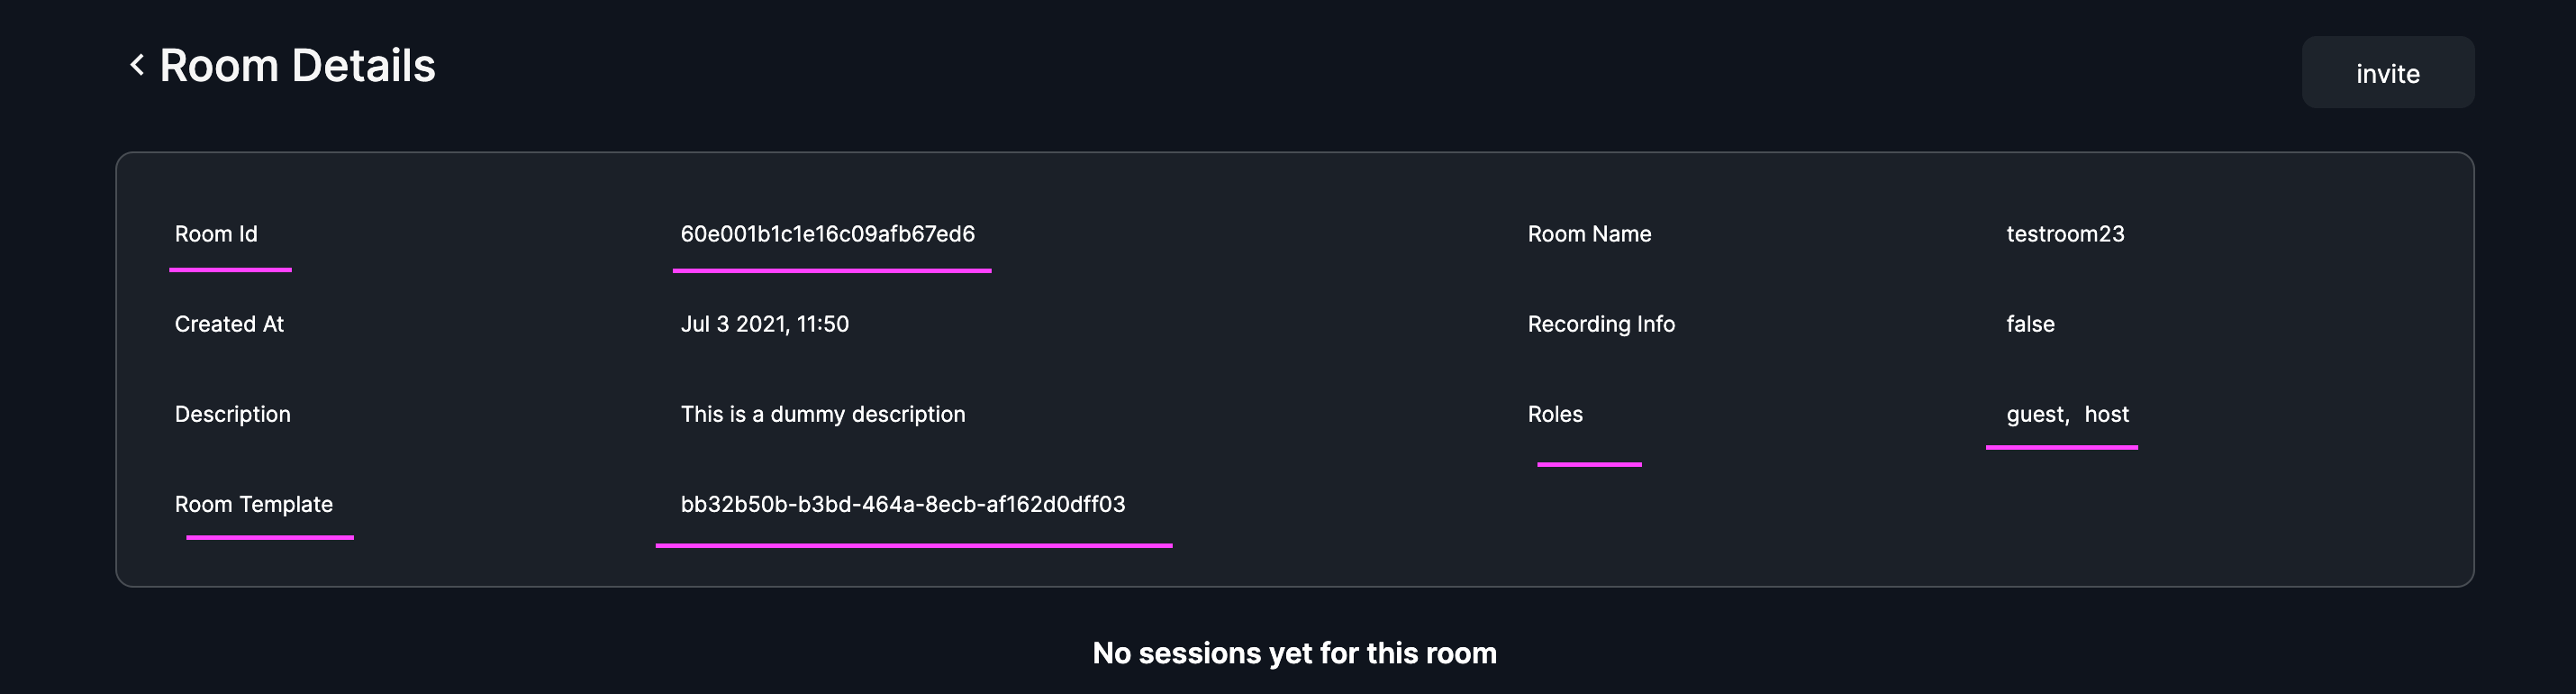 Room Details
invite
Room Id 60e001b1c1e16c09afb67ed6 Room Name testroom23
Created At Jul 3 2021, 11:50 Recording Info false
Description This is a dummy description Roles guest, host
Room Template bb32b50b-b3bd-464a-8ecb-af162d0dff03
No sessions yet for this room